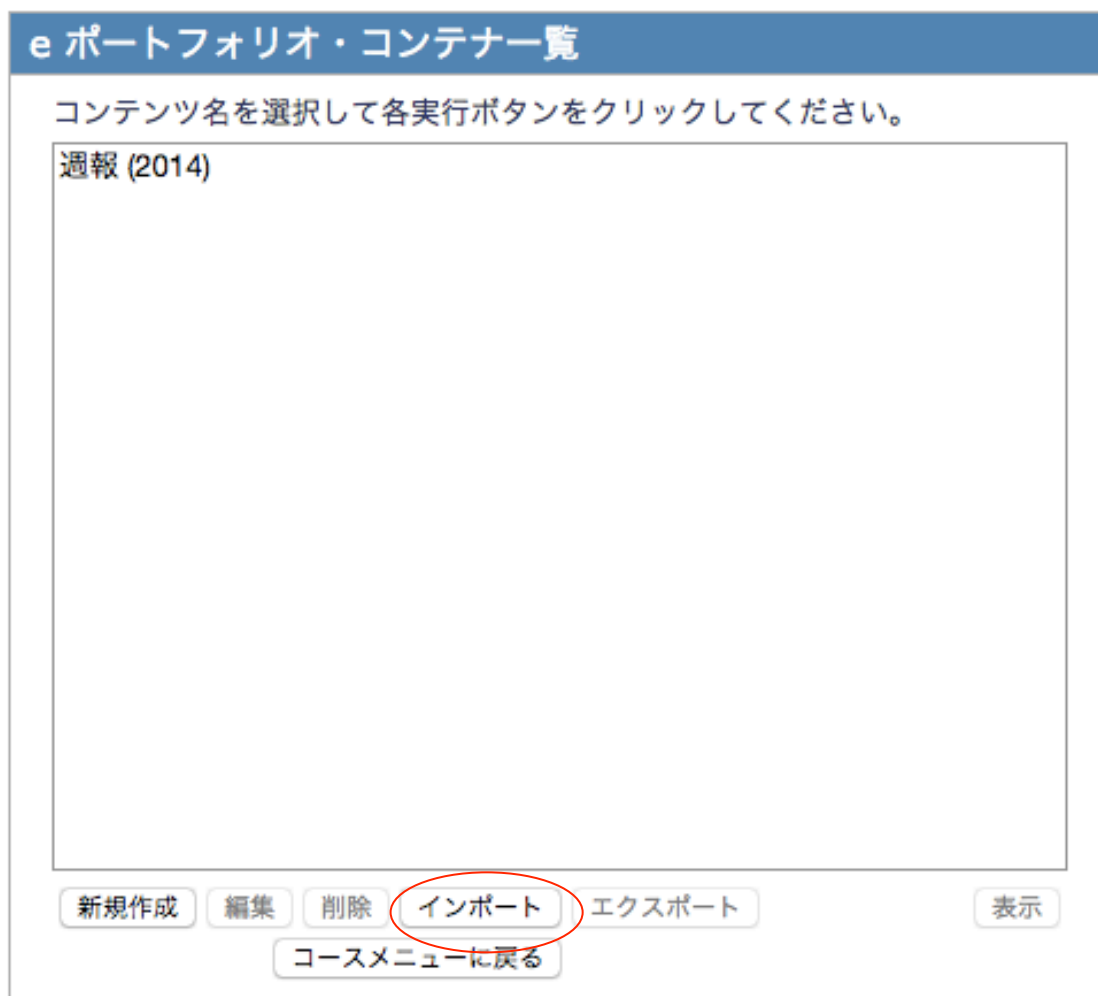 e ポートフォリオ・コンテナ一覧
コンテンツ名を選択して各実行ボタンをクリックしてください。
週報 (2014)
新規作成 編集 削除 インポート エクスポート 表示
コースメニューに戻る